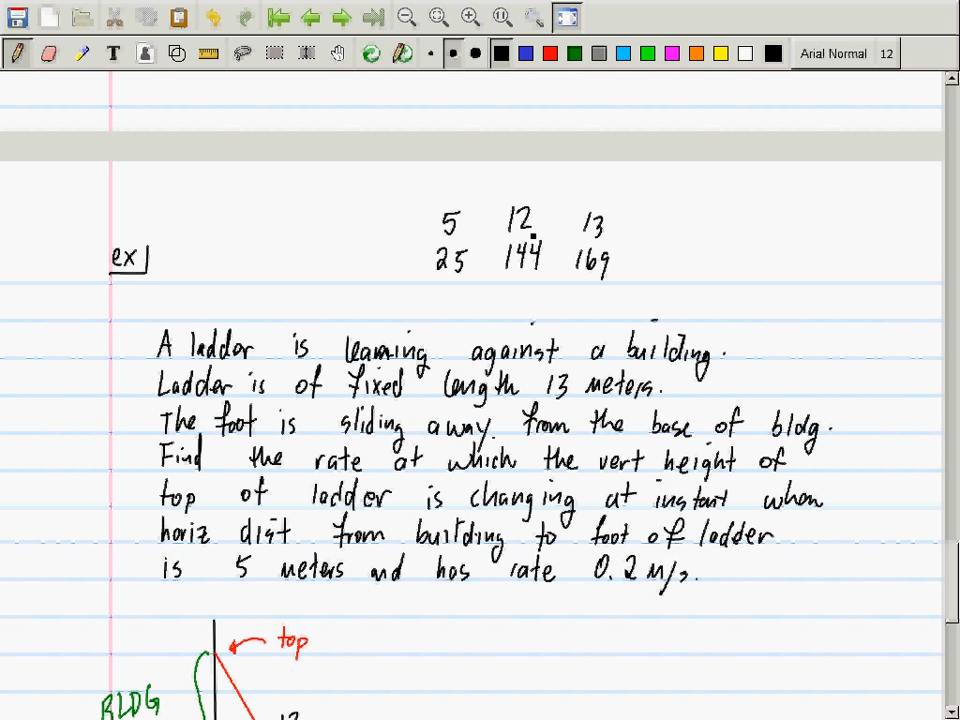 Arial Normal 12
5 12 13
25 144 169
ex
A ladder is leaning against a building.
Ladder is of fixed length 13 meters.
The foot is sliding away from the base of bldg.
Find the rate at which the vert height of
top of ladder is changing at instant when
horiz dist from building to foot of ladder
is 5 meters and has rate 0.2 m/s.
top
BLDG
13